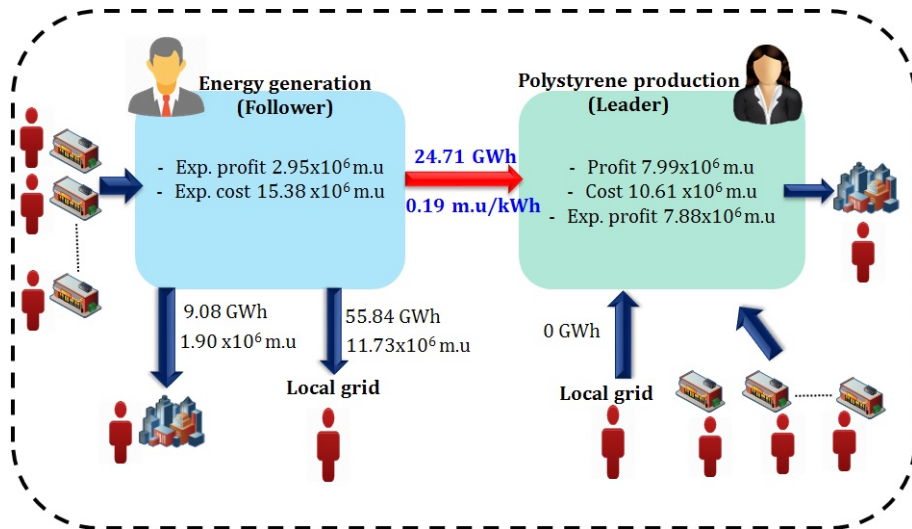 Energy generation
(Follower)
- Exp. profit 2.95x10⁶ m.u
- Exp. cost 15.38 x10⁶ m.u
24.71 GWh
0.19 m.u/kWh
Polystyrene production
(Leader)
- Profit 7.99x10⁶ m.u
- Cost 10.61 x10⁶ m.u
- Exp. profit 7.88x10⁶ m.u
9.08 GWh
1.90 x10⁶ m.u
55.84 GWh
11.73x10⁶ m.u
Local grid
0 GWh
Local grid